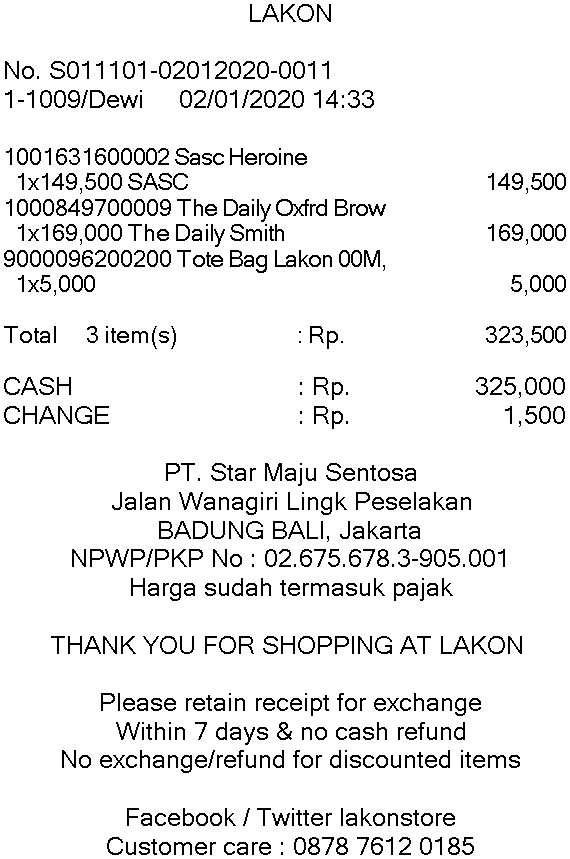 LAKON
No. S011101-02012020-0011
1-1009/Dewi 02/01/2020 14:33
1001631600002 Sasc Heroine
1x149,500 SASC 149,500
1000849700009 The Daily Oxfrd Brow
1x169,000 The Daily Smith 169,000
9000096200200 Tote Bag Lakon 00M,
1x5,000 5,000
Total 3 item(s) : Rp. 323,500
CASH : Rp. 325,000
CHANGE : Rp. 1,500
PT. Star Maju Sentosa
Jalan Wanagiri Lingk Peselakan
BADUNG BALI, Jakarta
NPWP/PKP No : 02.675.678.3-905.001
Harga sudah termasuk pajak
THANK YOU FOR SHOPPING AT LAKON
Please retain receipt for exchange
Within 7 days & no cash refund
No exchange/refund for discounted items
Facebook / Twitter lakonstore
Customer care : 0878 7612 0185